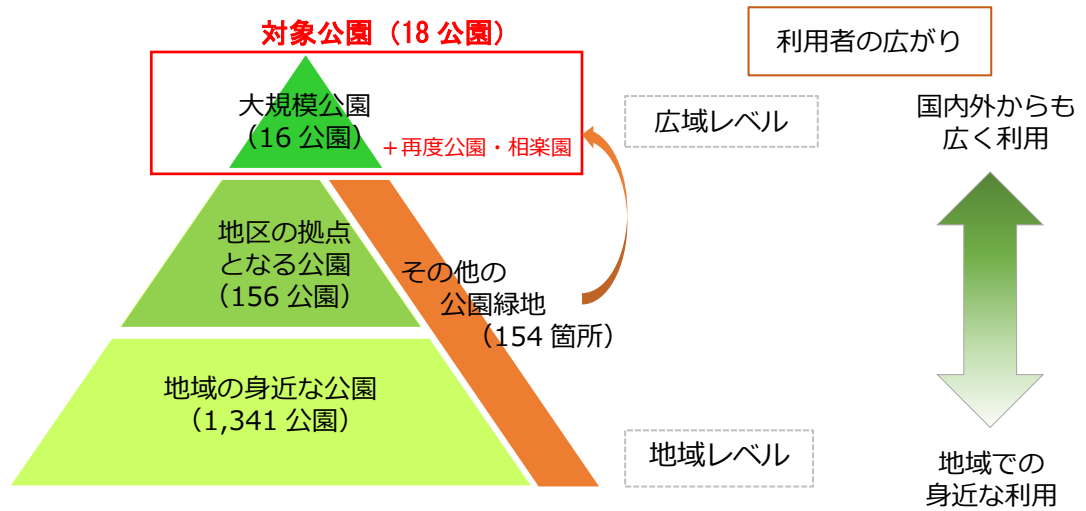 対象公園（18 公園）
利用者の広がり
大規模公園
（16 公園）
＋再度公園・相楽園
広域レベル
国内外からも
広く利用
地区の拠点
となる公園
（156 公園）
その他の
公園緑地
（154 箇所）
地域の身近な公園
（1,341 公園）
地域レベル
地域での
身近な利用